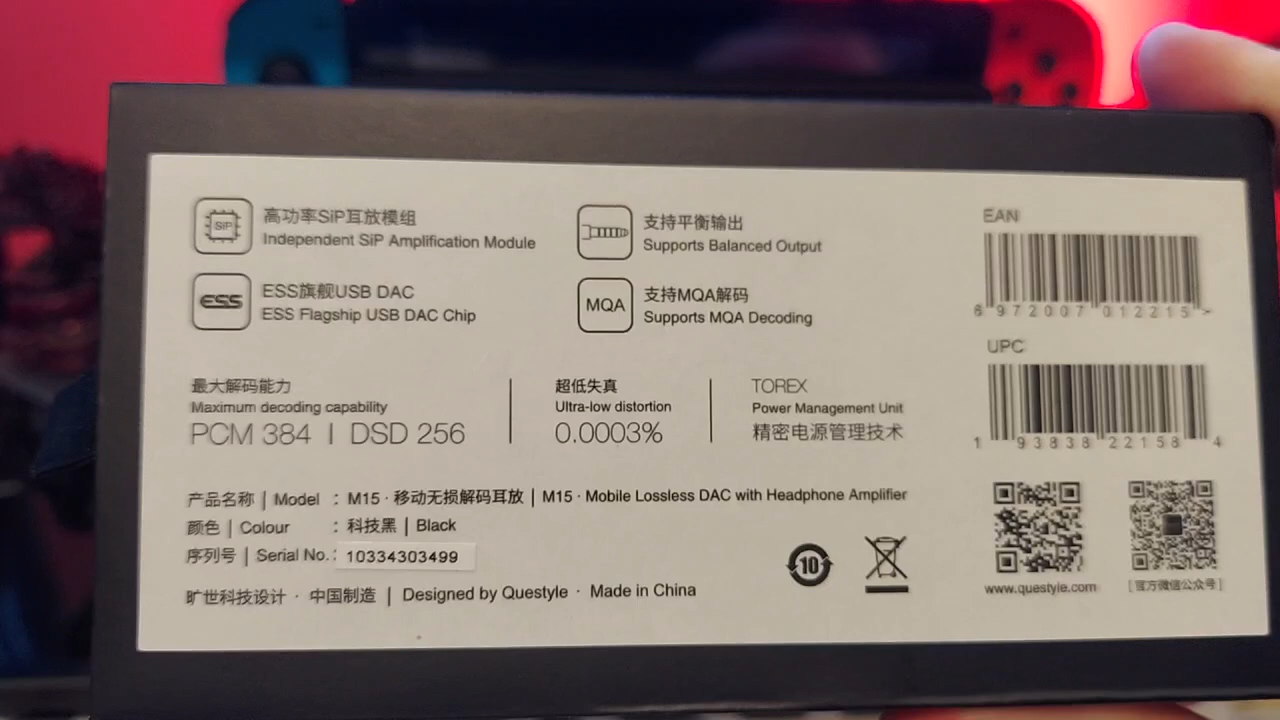 SiP
高功率SiP耳放模组
Independent SiP Amplification Module
支持平衡输出
Supports Balanced Output
ESS
ESS旗舰USB DAC
ESS Flagship USB DAC Chip
MQA
支持MQA解码
Supports MQA Decoding
EAN
6 972007 012215 >
UPC
1 93838 22158 4
最大解码能力
Maximum decoding capability
PCM 384 | DSD 256
超低失真
Ultra-low distortion
0.0003%
TOREX
Power Management Unit
精密电源管理技术
产品名称 | Model : M15 · 移动无损解码耳放 | M15 · Mobile Lossless DAC with Headphone Amplifier
颜色 | Colour : 科技黑 | Black
序列号 | Serial No. : 10334303499
旷世科技设计 · 中国制造 | Designed by Questyle · Made in China
10
www.questyle.com
[ 官方微信公众号 ]